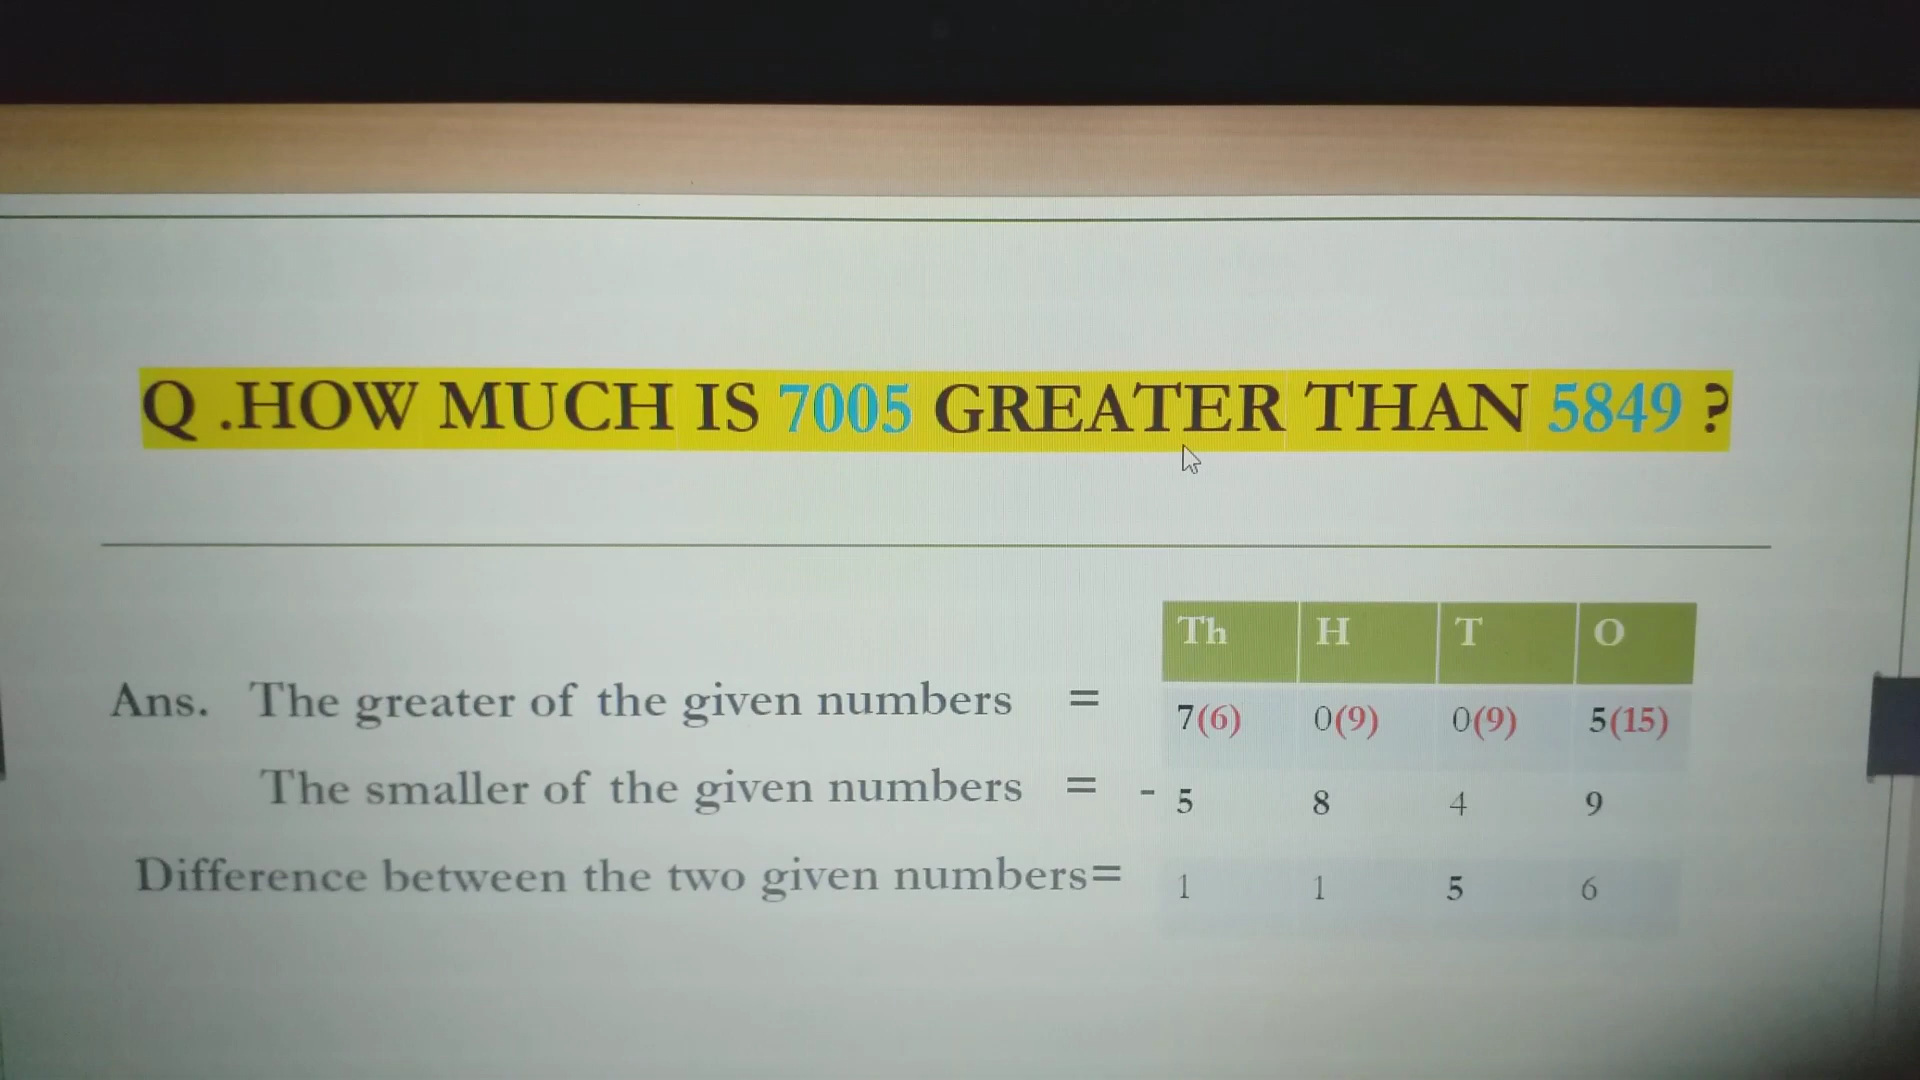 Q .HOW MUCH IS 7005 GREATER THAN 5849 ?
Th H T O
Ans. The greater of the given numbers = 7(6) 0(9) 0(9) 5(15)
The smaller of the given numbers = - 5 8 4 9
Difference between the two given numbers= 1 1 5 6